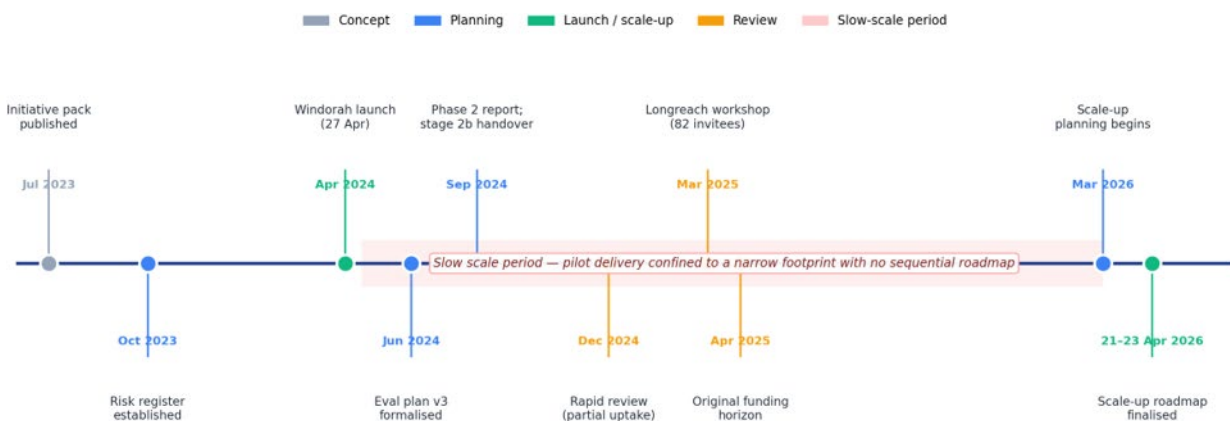 Concept
Planning
Launch / scale-up
Review
Slow-scale period
Initiative pack
published
Windorah launch
(27 Apr)
Phase 2 report;
stage 2b handover
Longreach workshop
(82 invitees)
Scale-up
planning begins
Jul 2023
Apr 2024
Sep 2024
Mar 2025
Mar 2026
Slow scale period — pilot delivery confined to a narrow footprint with no sequential roadmap
Oct 2023
Jun 2024
Dec 2024
Apr 2025
21–23 Apr 2026
Risk register
established
Eval plan v3
formalised
Rapid review
(partial uptake)
Original funding
horizon
Scale-up roadmap
finalised